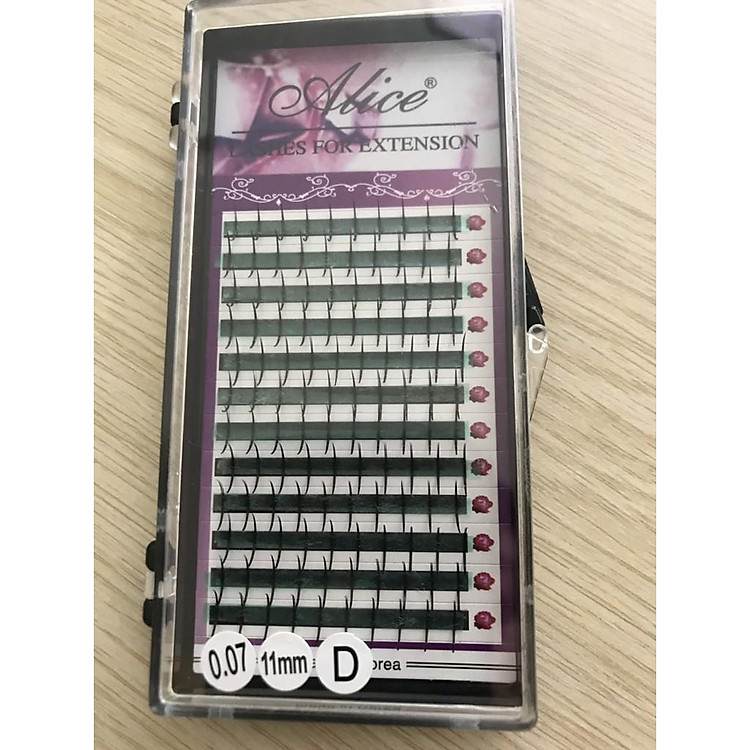 Alice®
LASHES FOR EXTENSION
0.07 11mm D orea